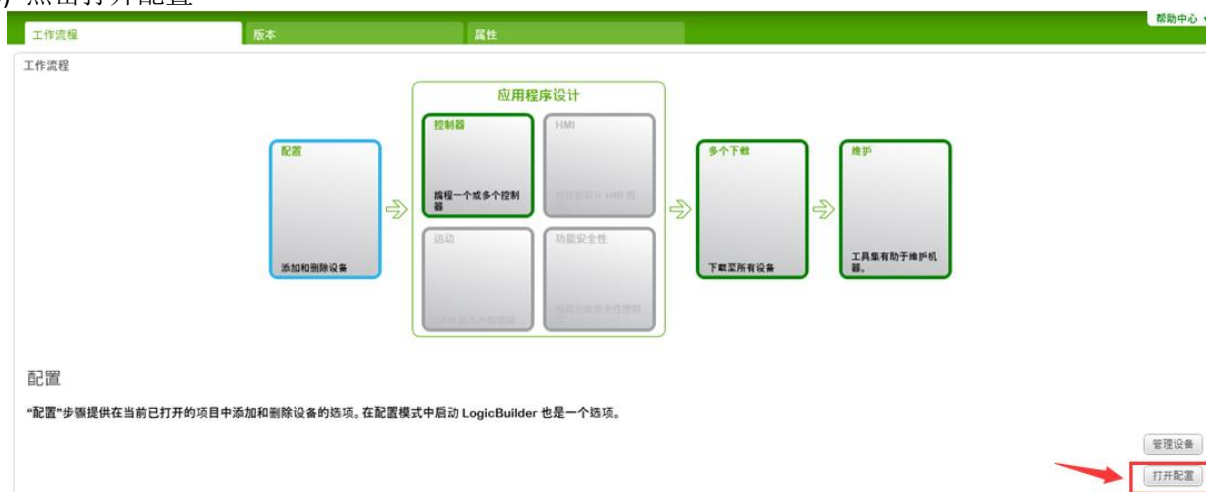 ) 点击打开配置
帮助中心
工作流程
版本
属性
工作流程
应用程序设计
配置
添加和删除设备
控制器
编程一个或多个控制
器
HMI
运动
功能安全性
多个下载
下载至所有设备
维护
工具集有助于维护机
器。
配置
“配置”步骤提供在当前已打开的项目中添加和删除设备的选项。在配置模式中启动 LogicBuilder 也是一个选项。
管理设备
打开配置